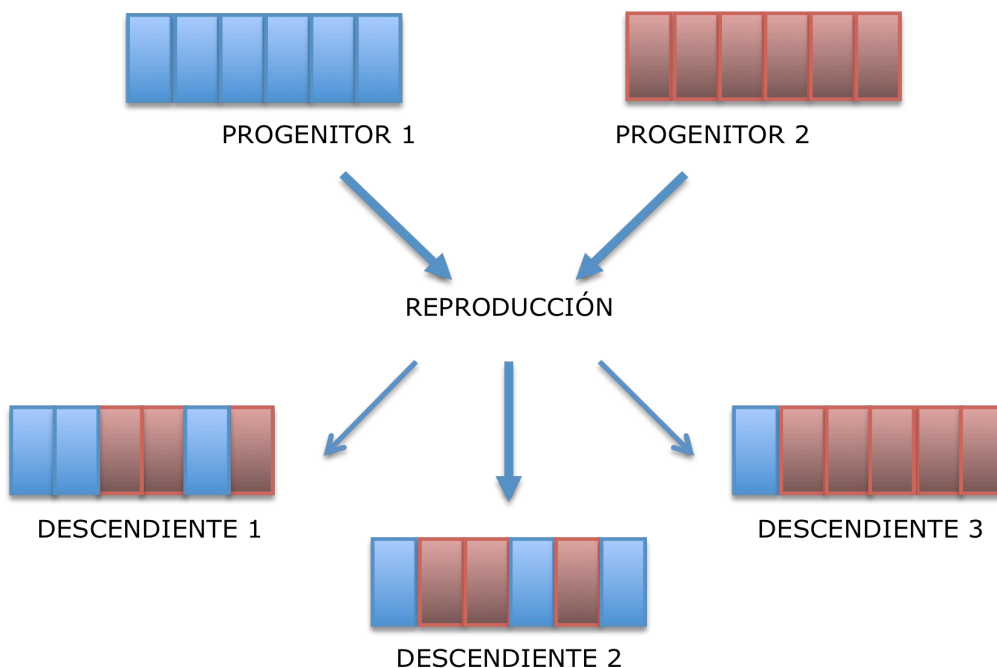 PROGENITOR 1
PROGENITOR 2
REPRODUCCIÓN
DESCENDIENTE 1
DESCENDIENTE 3
DESCENDIENTE 2